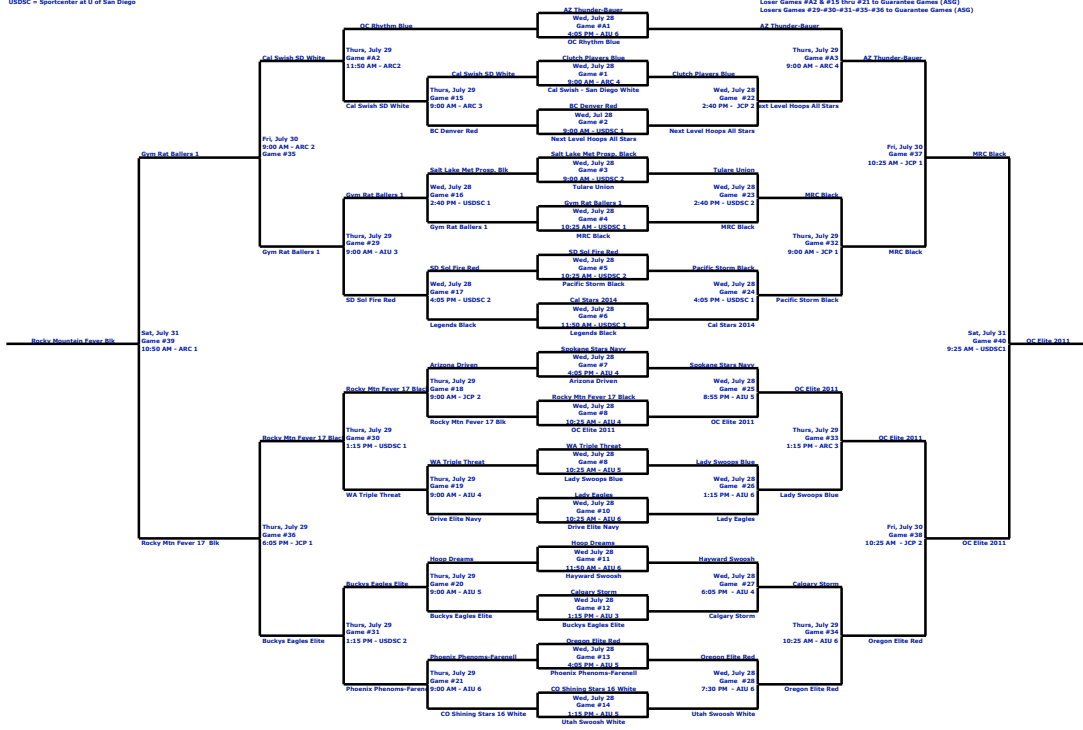 USDSC = Sportcenter at U of San Diego
Loser Games #A2 & #15 thru #21 to Guarantee Games (ASG)
Losers Games #29-#30-#31-#35-#36 to Guarantee Games (ASG)
Rocky Mountain Fever Blk
Sat, July 31
Game #39
10:50 AM - ARC 1
Gym Rat Ballers 1
Rocky Mtn Fever 17 Blk
Fri, July 30
9:00 AM - ARC 2
Game #35
Thurs, July 29
Game #36
6:05 PM - JCP 1
Cal Swish SD White
Gym Rat Ballers 1
Rocky Mtn Fever 17 Blac
Buckys Eagles Elite
Thurs, July 29
Game #A2
11:50 AM - ARC2
Thurs, July 29
Game #29
9:00 AM - AIU 3
Thurs, July 29
Game #30
1:15 PM - USDSC 1
Thurs, July 29
Game #31
1:15 PM - USDSC 2
OC Rhythm Blue
Cal Swish SD White
Gym Rat Ballers 1
SD Sol Fire Red
Rocky Mtn Fever 17 Black
WA Triple Threat
Buckys Eagles Elite
Phoenix Phenoms-Faren
Cal Swish SD White
Thurs, July 29
Game #15
9:00 AM - ARC 3
BC Denver Red
Salt Lake Met Prosp. Blk
Wed, July 28
Game #16
2:40 PM - USDSC 1
Gym Rat Ballers 1
SD Sol Fire Red
Wed, July 28
Game #17
4:05 PM - USDSC 2
Legends Black
Arizona Driven
Thurs, July 29
Game #18
9:00 AM - JCP 2
Rocky Mtn Fever 17 Blk
WA Triple Threat
Thurs, July 29
Game #19
9:00 AM - AIU 4
Drive Elite Navy
Hoop Dreams
Thurs, July 29
Game #20
9:00 AM - AIU 5
Buckys Eagles Elite
Phoenix Phenoms-Farenell
Thurs, July 29
Game #21
9:00 AM - AIU 6
CO Shining Stars 16 White
AZ Thunder-Bauer
Wed, July 28
Game #A1
4:05 PM - AIU 6
OC Rhythm Blue
Clutch Players Blue
Wed, July 28
Game #1
9:00 AM - ARC 4
Cal Swish - San Diego White
BC Denver Red
Wed, Jul 28
Game #2
9:00 AM - USDSC 1
Next Level Hoops All Stars
Salt Lake Met Prosp. Black
Wed, July 28
Game #3
9:00 AM - USDSC 2
Tulare Union
Gym Rat Ballers 1
Wed, July 28
Game #4
10:25 AM - USDSC 1
MRC Black
SD Sol Fire Red
Wed, July 28
Game #5
10:25 AM - USDSC 2
Pacific Storm Black
Cal Stars 2014
Wed, July 28
Game #6
11:50 AM - USDSC 1
Legends Black
Spokane Stars Navy
Wed, July 28
Game #7
4:05 PM - AIU 4
Arizona Driven
Rocky Mtn Fever 17 Black
Wed, July 28
Game #8
10:25 AM - AIU 4
OC Elite 2011
WA Triple Threat
Wed, July 28
Game #8
10:25 AM - AIU 5
Lady Swoops Blue
Lady Eagles
Wed, July 28
Game #10
10:25 AM - AIU 6
Drive Elite Navy
Hoop Dreams
Wed July 28
Game #11
11:50 AM - AIU 6
Hayward Swoosh
Calgary Storm
Wed July 28
Game #12
1:15 PM - AIU 3
Buckys Eagles Elite
Oregon Elite Red
Wed, July 28
Game #13
4:05 PM - AIU 5
Phoenix Phenoms-Farenell
CO Shining Stars 16 White
Wed, July 28
Game #14
1:15 PM - AIU 5
Utah Swoosh White
Clutch Players Blue
Wed, July 28
Game #22
2:40 PM - JCP 2
Next Level Hoops All Stars
Tulare Union
Wed, July 28
Game #23
2:40 PM - USDSC 2
MRC Black
Pacific Storm Black
Wed, July 28
Game #24
4:05 PM - USDSC 1
Cal Stars 2014
Spokane Stars Navy
Wed, July 28
Game #25
8:55 PM - AIU 5
OC Elite 2011
Lady Swoops Blue
Wed, July 28
Game #26
1:15 PM - AIU 6
Lady Eagles
Hayward Swoosh
Wed, July 28
Game #27
6:05 PM - AIU 4
Calgary Storm
Oregon Elite Red
Wed, July 28
Game #28
7:30 PM - AIU 6
Utah Swoosh White
AZ Thunder-Bauer
Thurs, July 29
Game #A3
9:00 AM - ARC 4
ext Level Hoops All Stars
MRC Black
Thurs, July 29
Game #32
9:00 AM - JCP 1
Pacific Storm Black
OC Elite 2011
Thurs, July 29
Game #33
1:15 PM - ARC 3
Lady Swoops Blue
Calgary Storm
Thurs, July 29
Game #34
10:25 AM - AIU 6
Oregon Elite Red
AZ Thunder-Bauer
Fri, July 30
Game #37
10:25 AM - JCP 1
MRC Black
OC Elite 2011
Fri, July 30
Game #38
10:25 AM - JCP 2
Oregon Elite Red
MRC Black
Sat, July 31
Game #40
9:25 AM - USDSC1
OC Elite 2011
OC Elite 2011